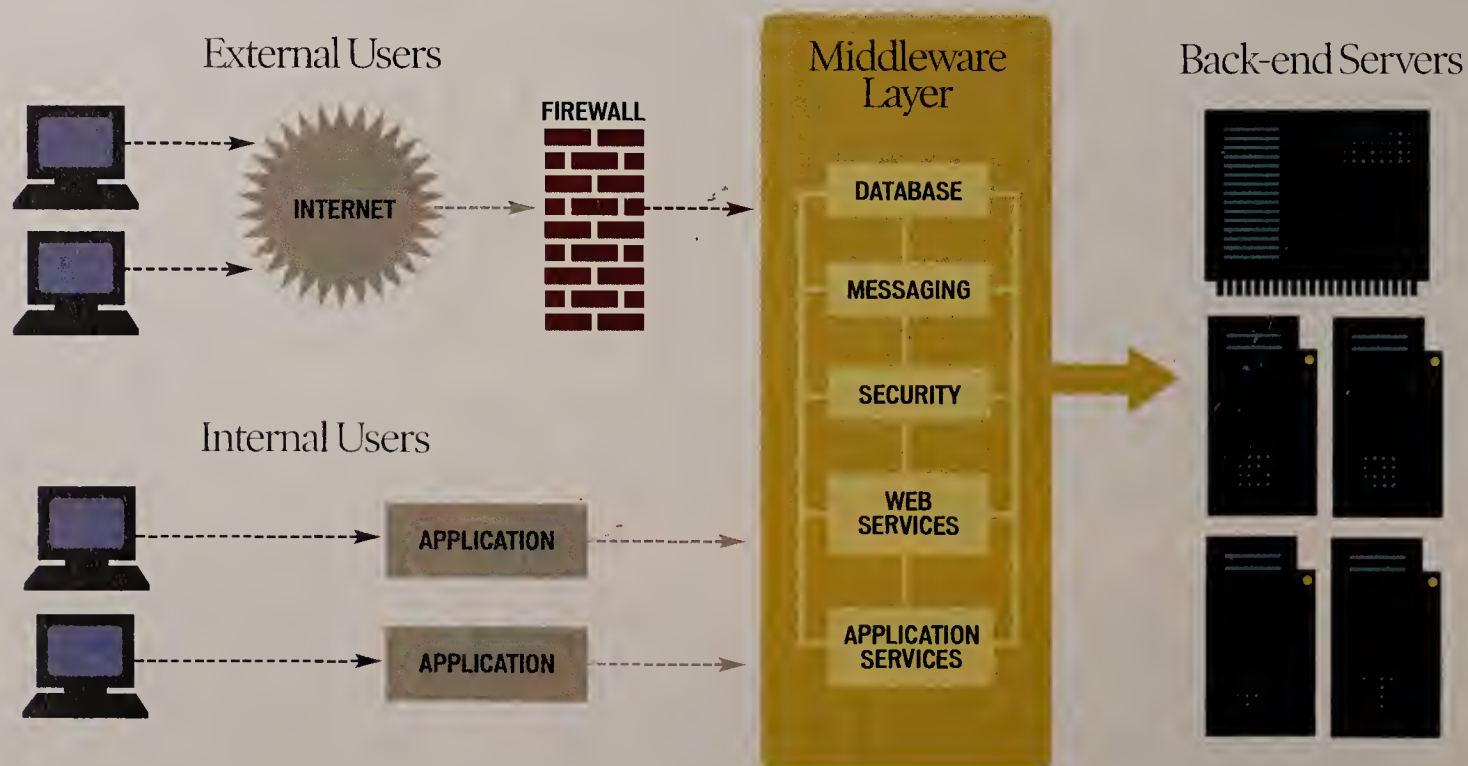 External Users
FIREWALL
INTERNET
Internal Users
APPLICATION
APPLICATION
Middleware
Layer
DATABASE
MESSAGING
SECURITY
WEB
SERVICES
APPLICATION
SERVICES
Back-end Servers